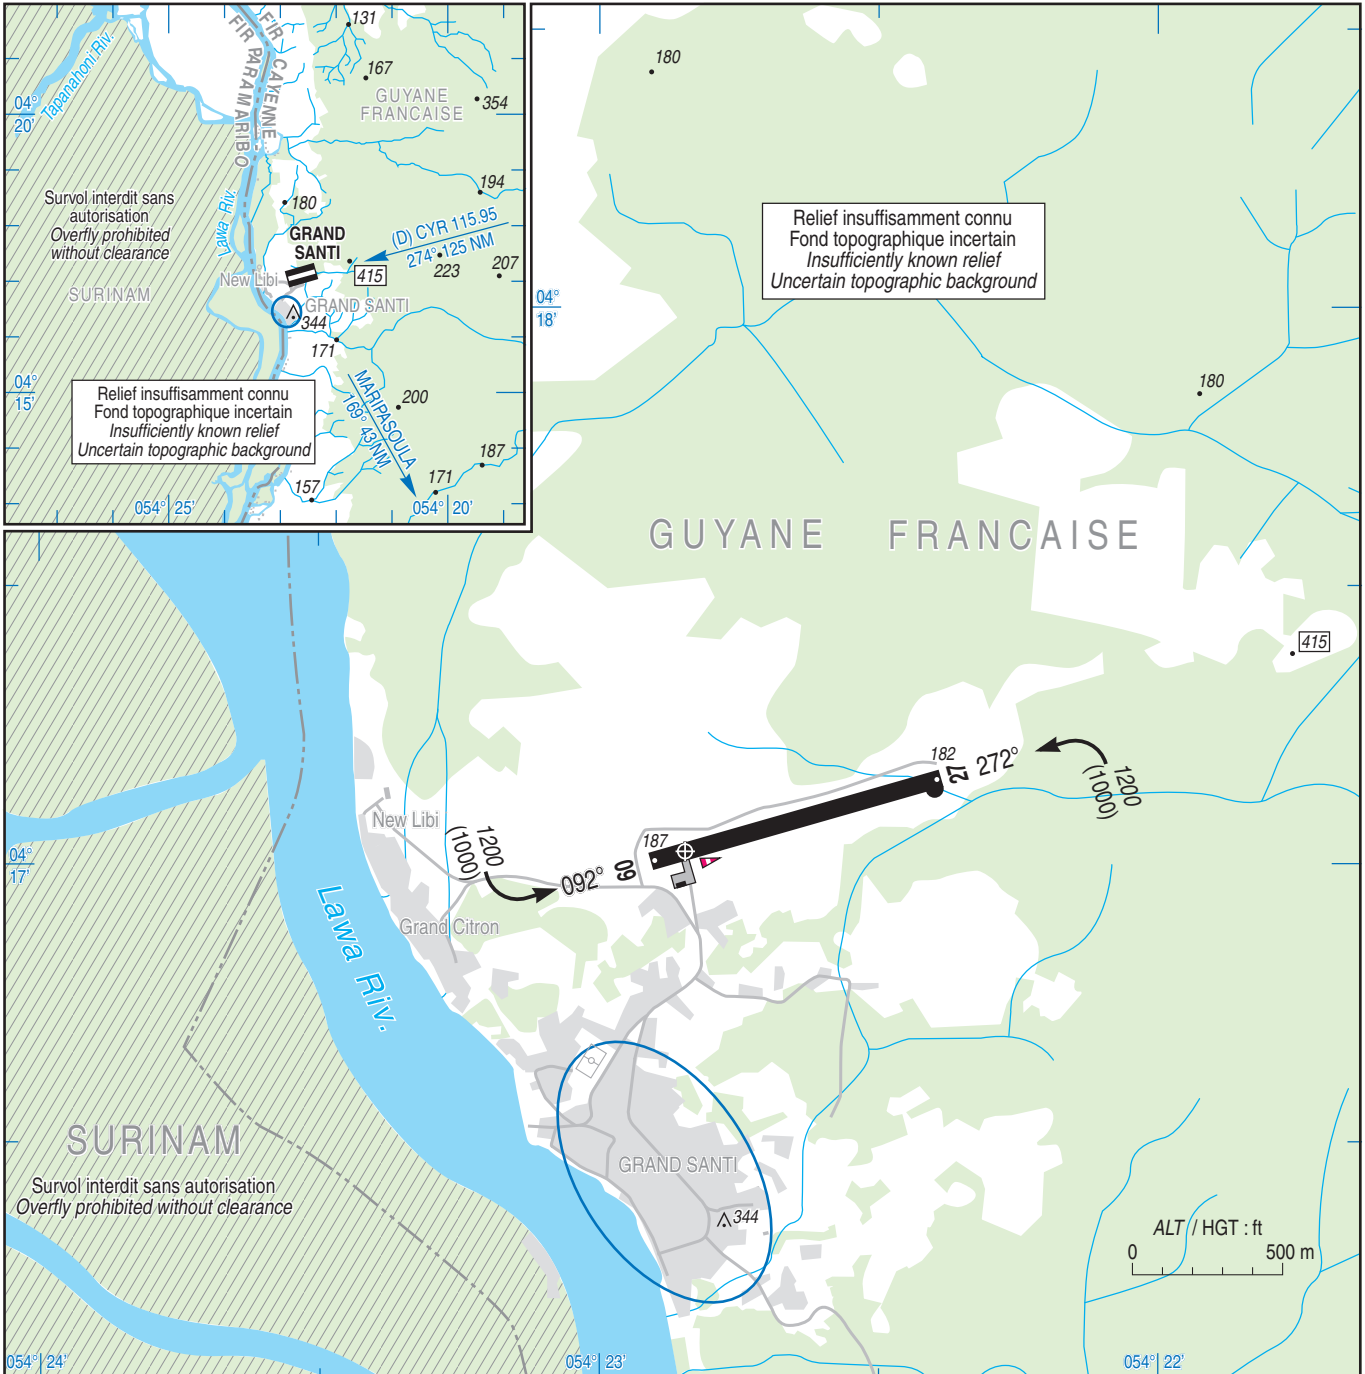 131
167
354
GUYANE
FRANCAISE
FIR CAYENNE
FIR PARAMARIBO
Tapanahoni Riv.
04°
20'
Survol interdit sans
autorisation
Overfly prohibited
without clearance
Lawa Riv.
194
180
GRAND
SANTI
(D) CYR 115.95
274° 125 NM
415
223
207
New Libi
SURINAM
GRAND SANTI
344
171
04°
15'
Relief insuffisamment connu
Fond topographique incertain
Insufficiently known relief
Uncertain topographic background
MARIPASOULA
169° 43 NM
200
187
171
157
054° 25'
054° 20'
180
Relief insuffisamment connu
Fond topographique incertain
Insufficiently known relief
Uncertain topographic background
04°
18'
180
GUYANE FRANCAISE
415
182
27
272°
1200
(1000)
New Libi
1200
(1000)
187
09
092°
04°
17'
Lawa Riv.
Grand Citron
SURINAM
Survol interdit sans autorisation
Overfly prohibited without clearance
GRAND SANTI
344
ALT / HGT : ft
0 500 m
054° 24'
054° 23'
054° 22'